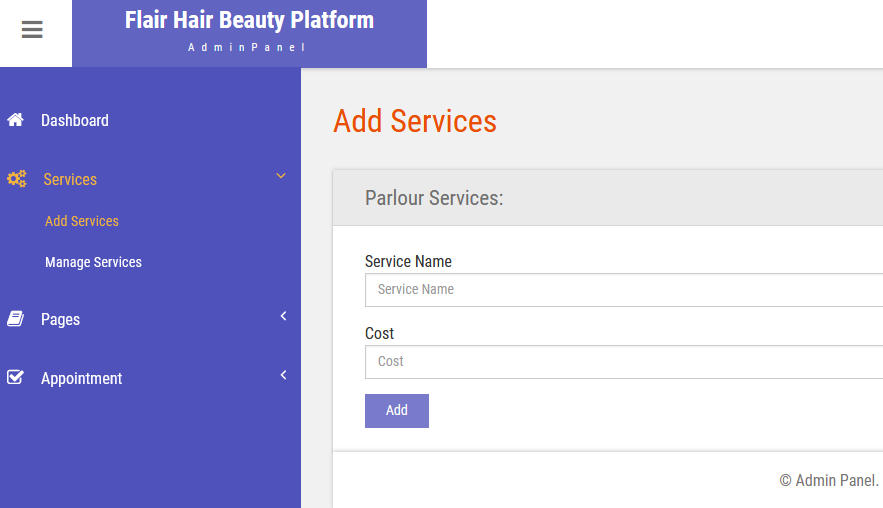 Flair Hair Beauty Platform
AdminPanel
Dashboard
Services
Add Services
Manage Services
Pages
Appointment
Add Services
Parlour Services:
Service Name
Service Name
Cost
Cost
Add
© Admin Panel.